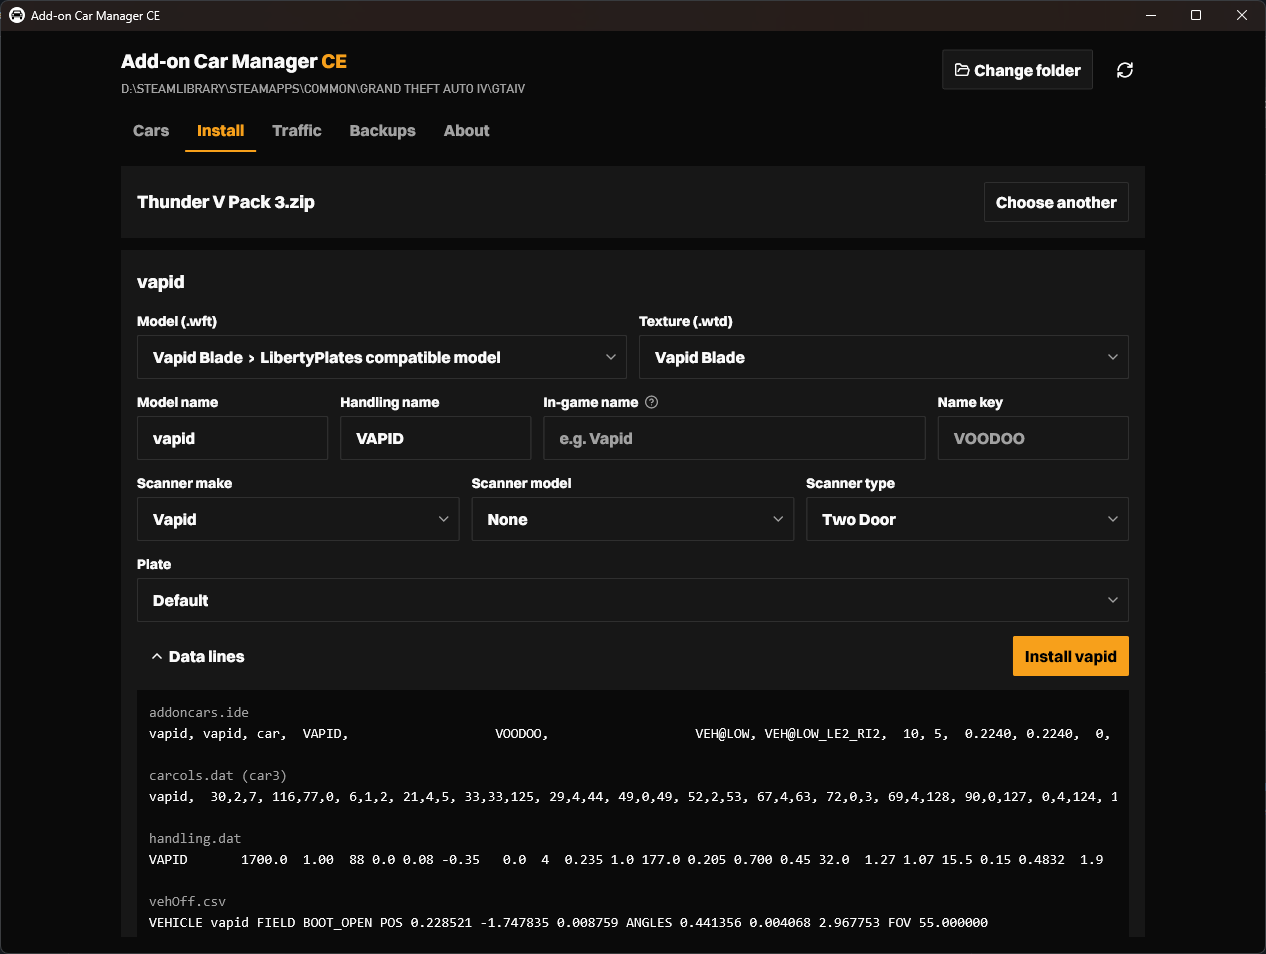 Add-on Car Manager CE
Add-on Car Manager CE
D:\STEAMLIBRARY\STEAMAPPS\COMMON\GRAND THEFT AUTO IV\GTAIV
Change folder
Cars Install Traffic Backups About
Thunder V Pack 3.zip
Choose another
vapid
Model (.wft) Texture (.wtd)
Vapid Blade › LibertyPlates compatible model Vapid Blade
Model name Handling name In-game name Name key
vapid VAPID e.g. Vapid VOODOO
Scanner make Scanner model Scanner type
Vapid None Two Door
Plate
Default
Data lines
Install vapid
addoncars.ide
vapid, vapid, car, VAPID, VOODOO, VEH@LOW, VEH@LOW_LE2_RI2, 10, 5, 0.2240, 0.2240, 0,
carcols.dat (car3)
vapid, 30,2,7, 116,77,0, 6,1,2, 21,4,5, 33,33,125, 29,4,44, 49,0,49, 52,2,53, 67,4,63, 72,0,3, 69,4,128, 90,0,127, 0,4,124, 1
handling.dat
VAPID 1700.0 1.00 88 0.0 0.08 -0.35 0.0 4 0.235 1.0 177.0 0.205 0.700 0.45 32.0 1.27 1.07 15.5 0.15 0.4832 1.9
vehOff.csv
VEHICLE vapid FIELD BOOT_OPEN POS 0.228521 -1.747835 0.008759 ANGLES 0.441356 0.004068 2.967753 FOV 55.000000